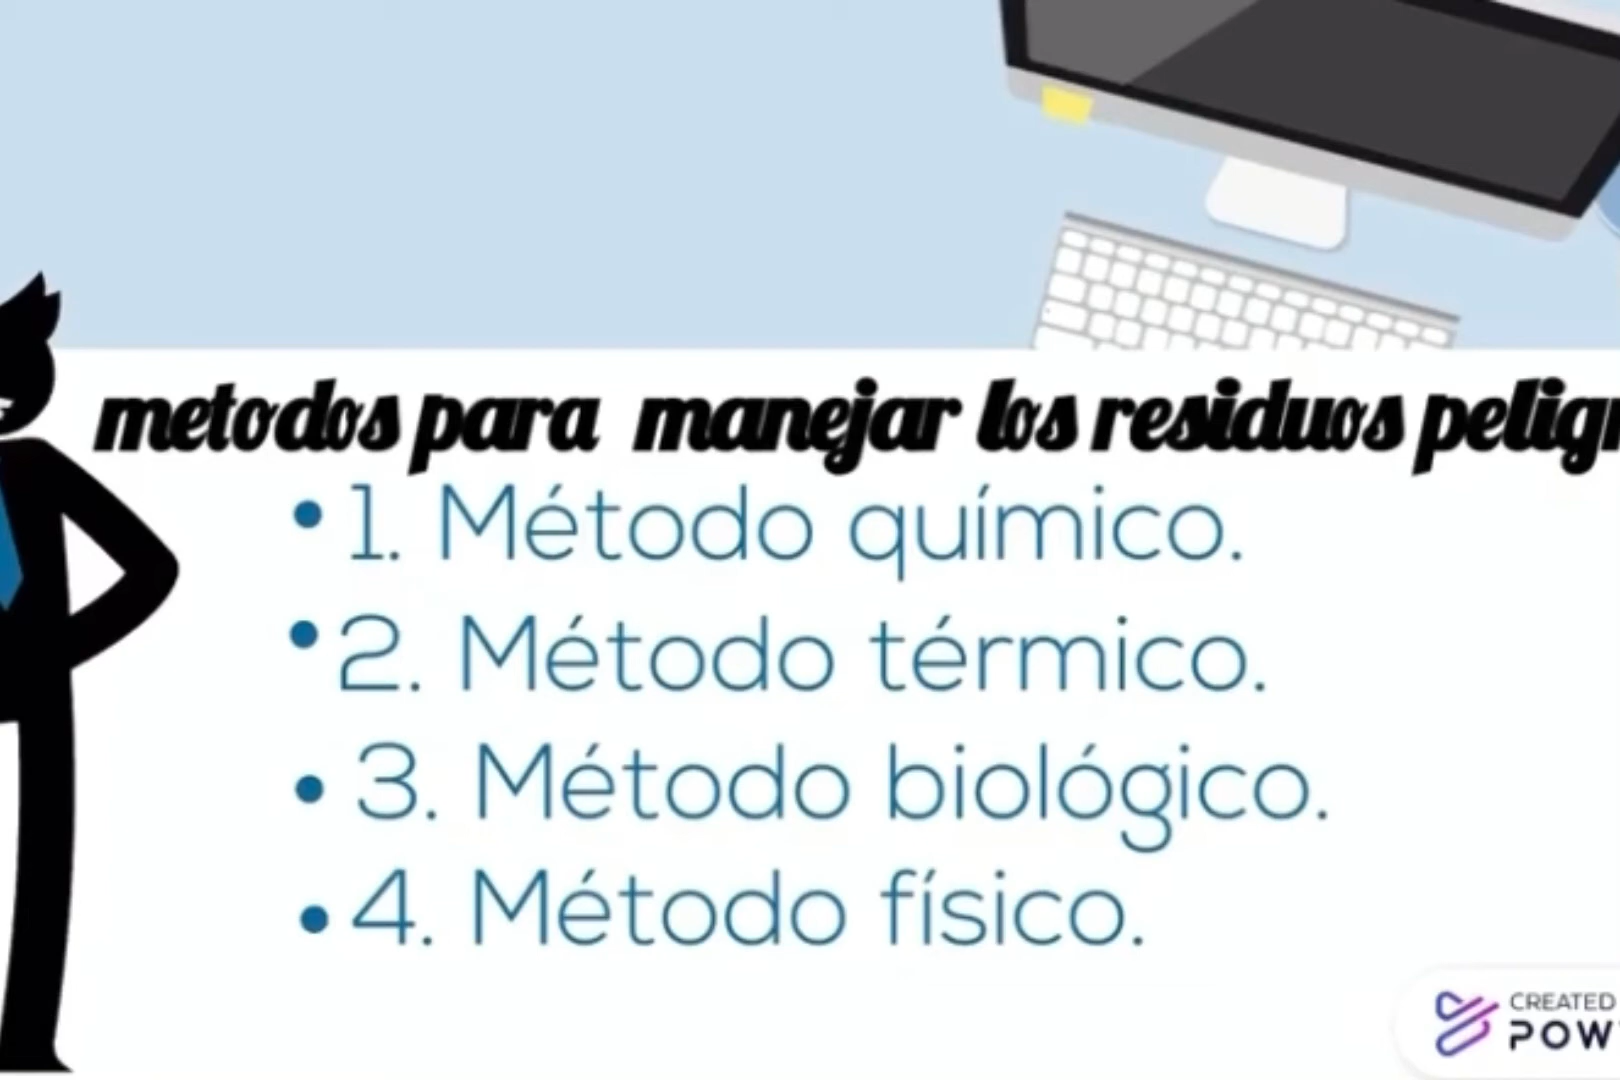 metodos para manejar los residuos
• 1. Método químico.
• 2. Método térmico.
• 3. Método biológico.
• 4. Método físico.
CREATED